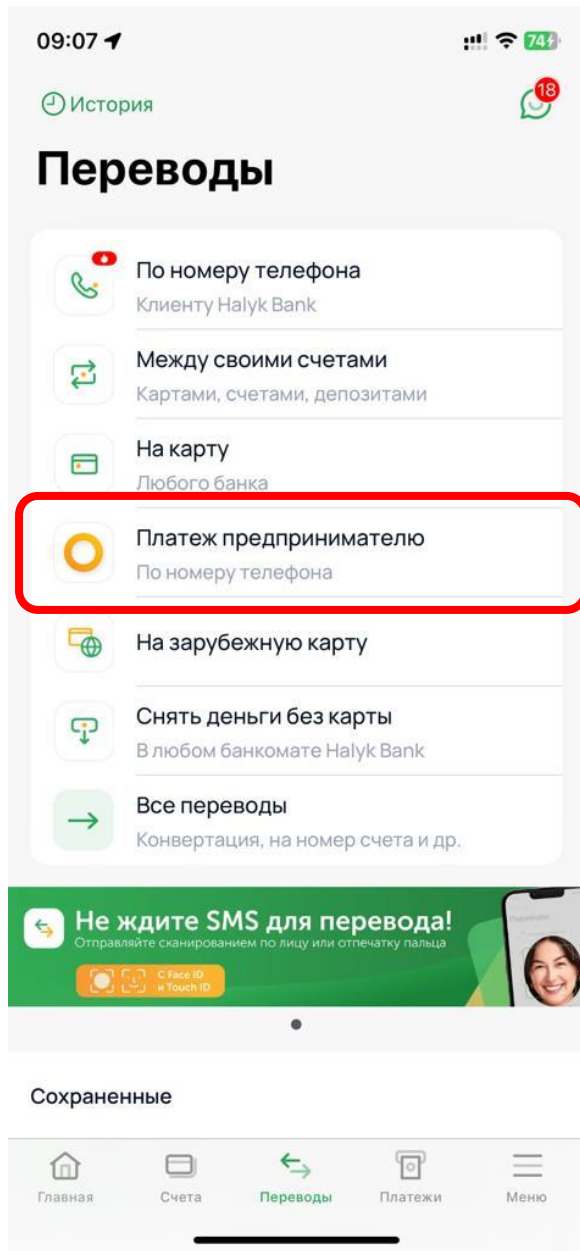 09:07
74
История
18
Переводы
По номеру телефона
Клиенту Halyk Bank
Между своими счетами
Картами, счетами, депозитами
На карту
Любого банка
Платеж предпринимателю
По номеру телефона
На зарубежную карту
Снять деньги без карты
В любом банкомате Halyk Bank
Все переводы
Конвертация, на номер счета и др.
Не ждите SMS для перевода!
Отправляйте сканированием по лицу или отпечатку пальца
С Face ID
и Touch ID
Сохраненные
Главная
Счета
Переводы
Платежи
Меню